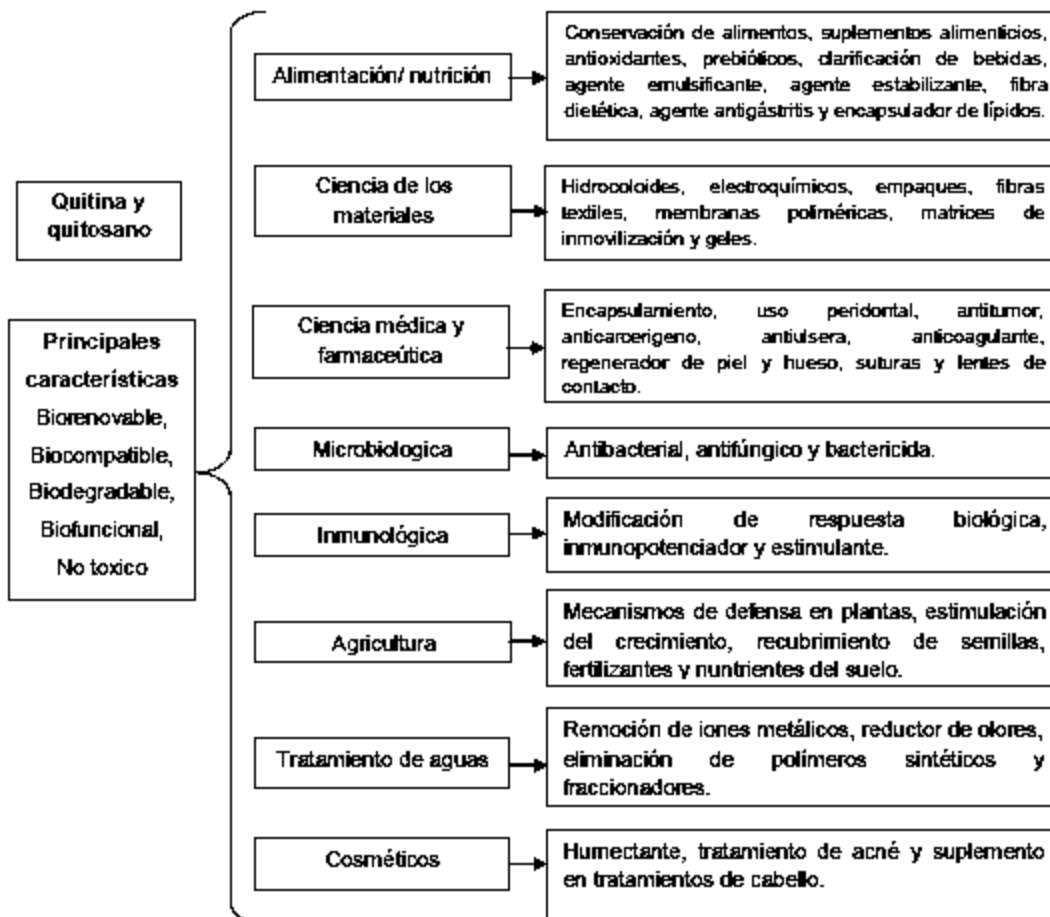 Quitina y
quitosano
Principales
características
Biorenovable,
Biocompatible,
Biodegradable,
Biofuncional,
No toxico
Alimentación/ nutrición
Conservación de alimentos, suplementos alimenticios,
antioxidantes, prebióticos, clarificación de bebidas,
agente emulsificante, agente estabilizante, fibra
dietética, agente antigástritis y encapsulador de lípidos.
Ciencia de los
materiales
Hidrocoloides, electroquímicos, empaques, fibras
textiles, membranas poliméricas, matrices de
inmovilización y geles.
Ciencia médica y
farmaceútica
Encapsulamiento, uso peridontal, antitumor,
anticarcerigeno, antiulsera, anticoagulante,
regenerador de piel y hueso, suturas y lentes de
contacto.
Microbiologica
Antibacterial, antifúngico y bactericida.
Inmunológica
Modificación de respuesta biológica,
inmunopotenciador y estimulante.
Agricultura
Mecanismos de defensa en plantas, estimulación
del crecimiento, recubrimiento de semillas,
fertilizantes y nuntrientes del suelo.
Tratamiento de aguas
Remoción de iones metálicos, reductor de olores,
eliminación de polímeros sintéticos y
fraccionadores.
Cosméticos
Humectante, tratamiento de acné y suplemento
en tratamientos de cabello.